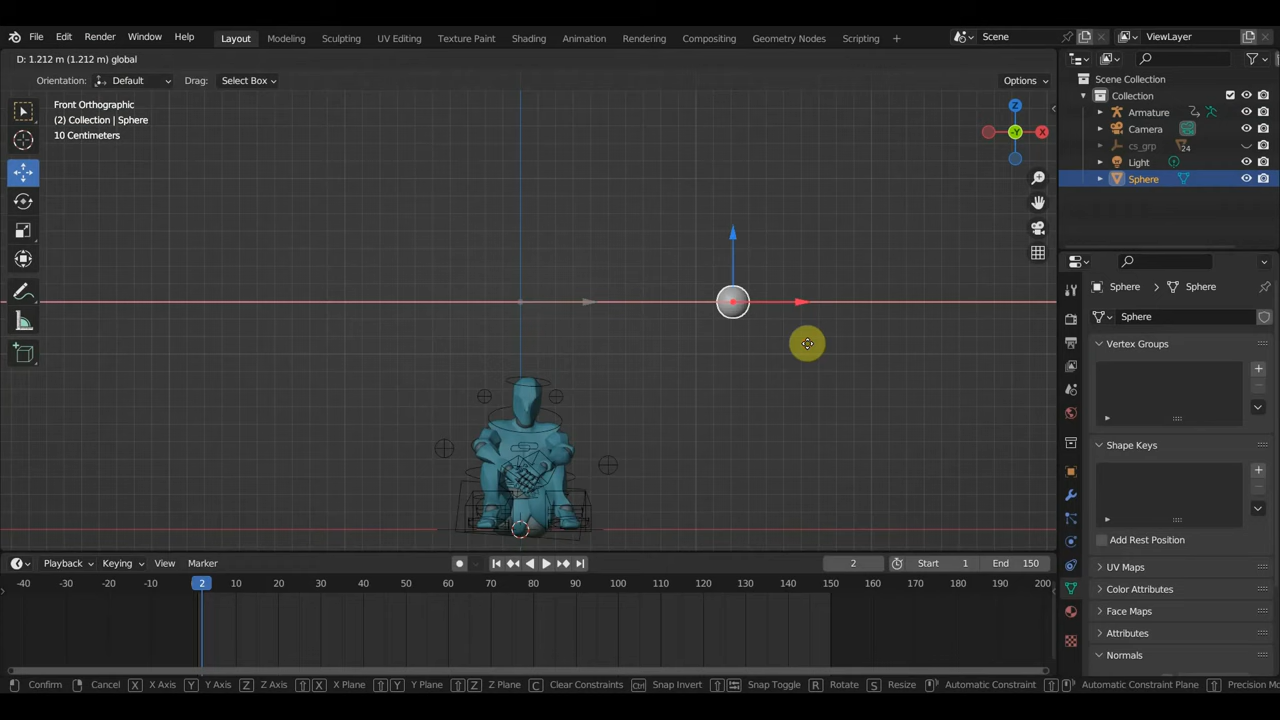 File Edit Render Window Help Layout Modeling Sculpting UV Editing Texture Paint Shading Animation Rendering Compositing Geometry Nodes Scripting + Scene ViewLayer
D: 1.212 m (1.212 m) global
Orientation: Default Drag: Select Box Options
Front Orthographic
(2) Collection | Sphere
10 Centimeters
Z
X
-Y
Scene Collection
Collection
Armature
Camera
cs_grp 24
Light
Sphere
Sphere > Sphere
Sphere
Vertex Groups
Shape Keys
Add Rest Position
UV Maps
Color Attributes
Face Maps
Attributes
Normals
Playback Keying View Marker 2 Start 1 End 150
-40 -30 -20 -10 2 10 20 30 40 50 60 70 80 90 100 110 120 130 140 150 160 170 180 190 200
Confirm Cancel X X Axis Y Y Axis Z Z Axis X X Plane Y Y Plane Z Z Plane C Clear Constraints Ctrl Snap Invert Snap Toggle R Rotate S Resize Automatic Constraint Automatic Constraint Plane Precision Mo